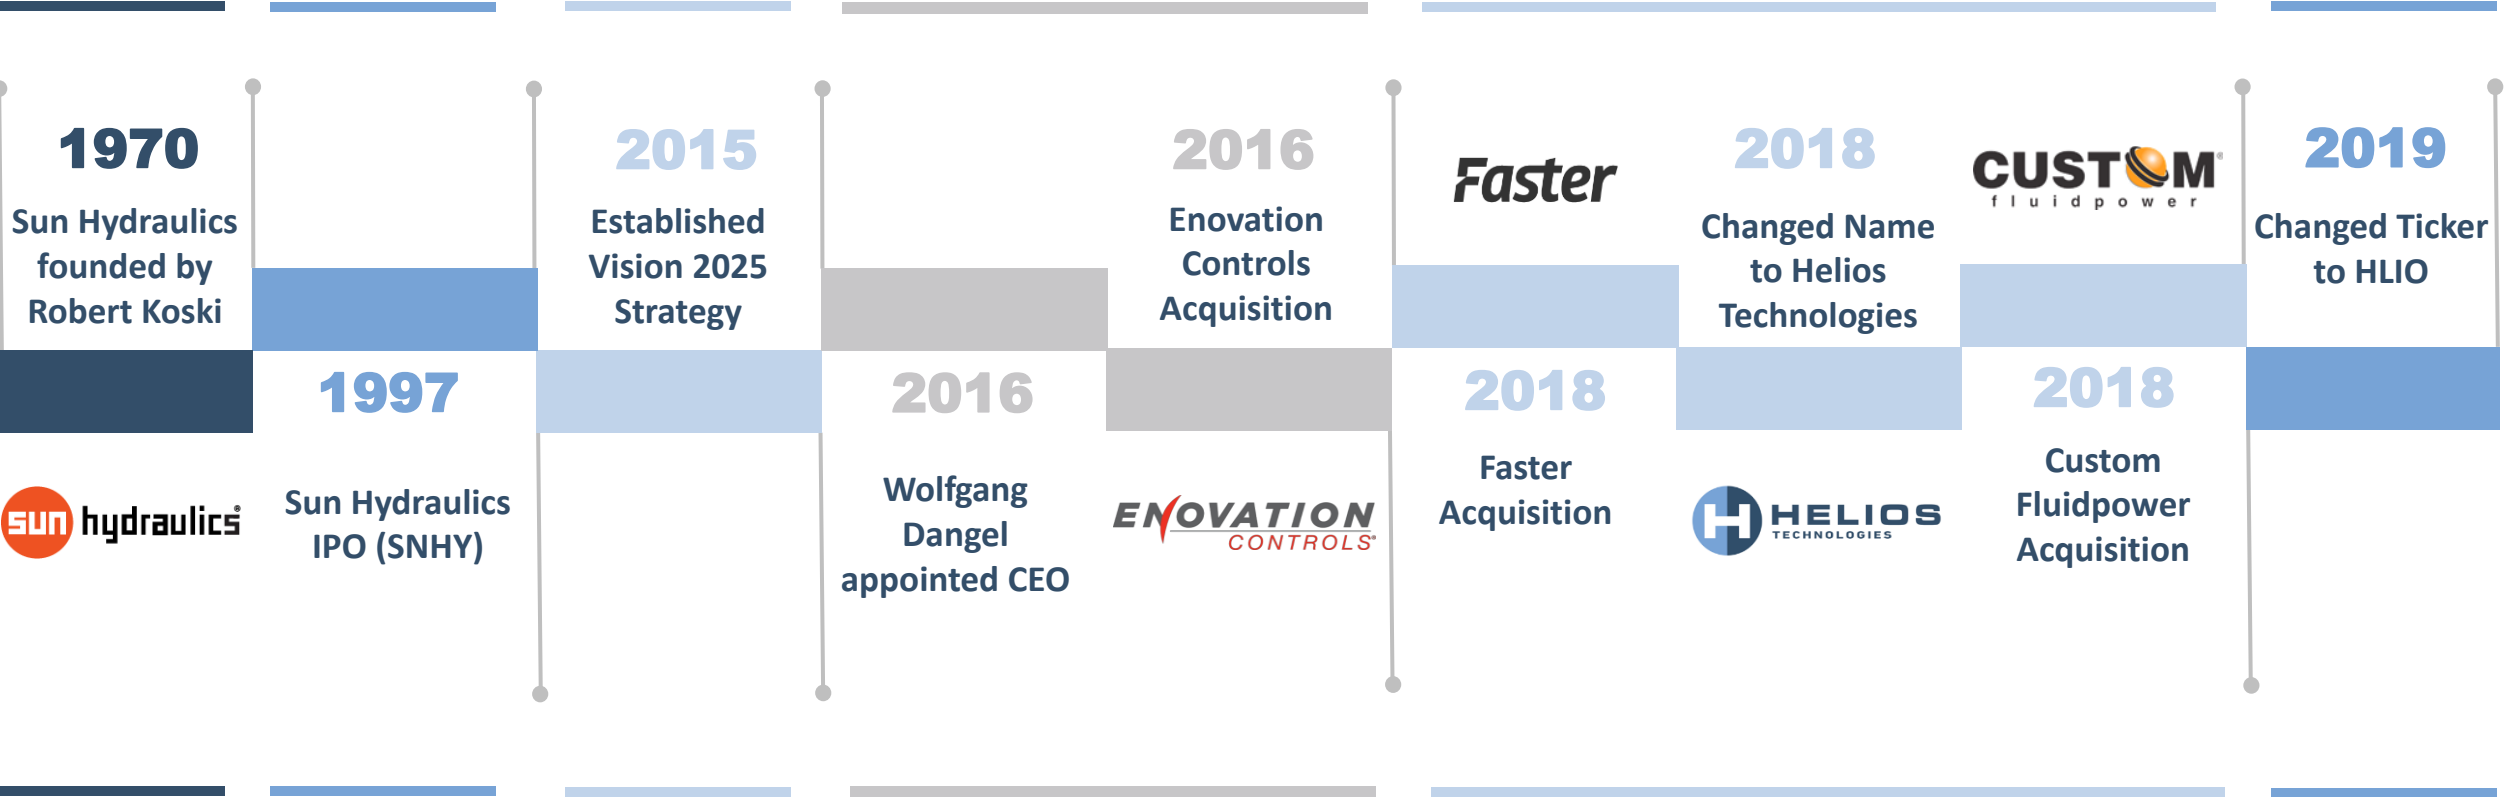 1970
Sun Hydraulics
founded by
Robert Koski
sun hydraulics®
1997
Sun Hydraulics
IPO (SNHY)
2015
Established
Vision 2025
Strategy
2016
Wolfgang
Dangel
appointed CEO
2016
Enovation
Controls
Acquisition
ENOVATION
CONTROLS®
Faster
2018
Faster
Acquisition
2018
Changed Name
to Helios
Technologies
H HELIOS
TECHNOLOGIES
CUSTOM®
fluidpower
2018
Custom
Fluidpower
Acquisition
2019
Changed Ticker
to HLIO